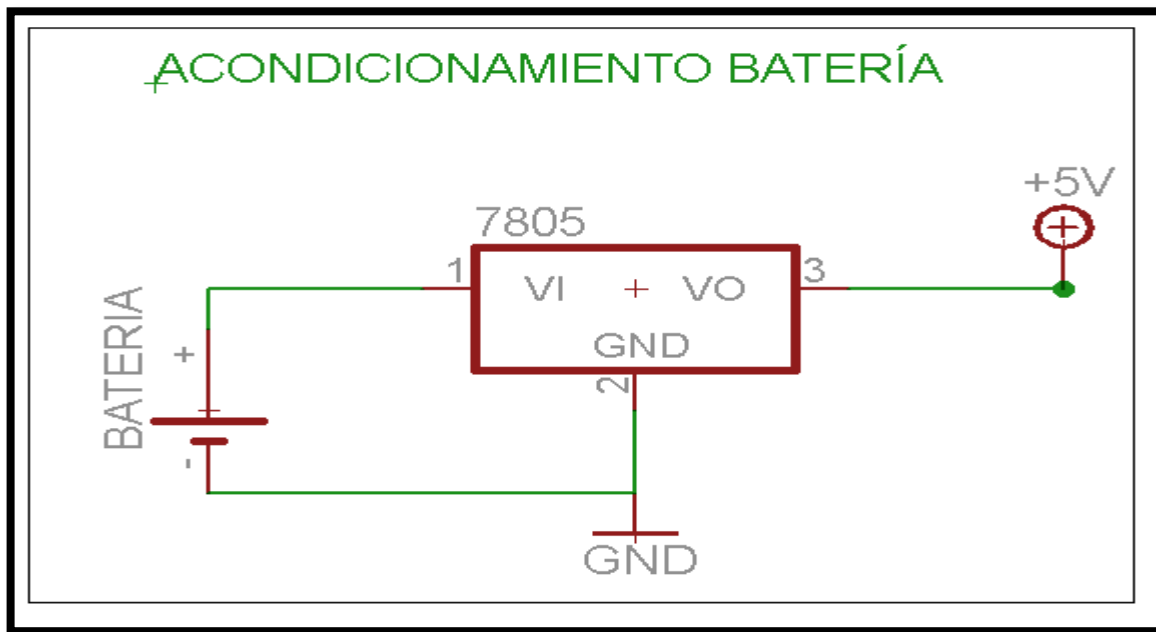 ACONDICIONAMIENTO BATERÍA
+5V
7805
1
VI
VO
3
GND
2
BATERIA
+
-
GND